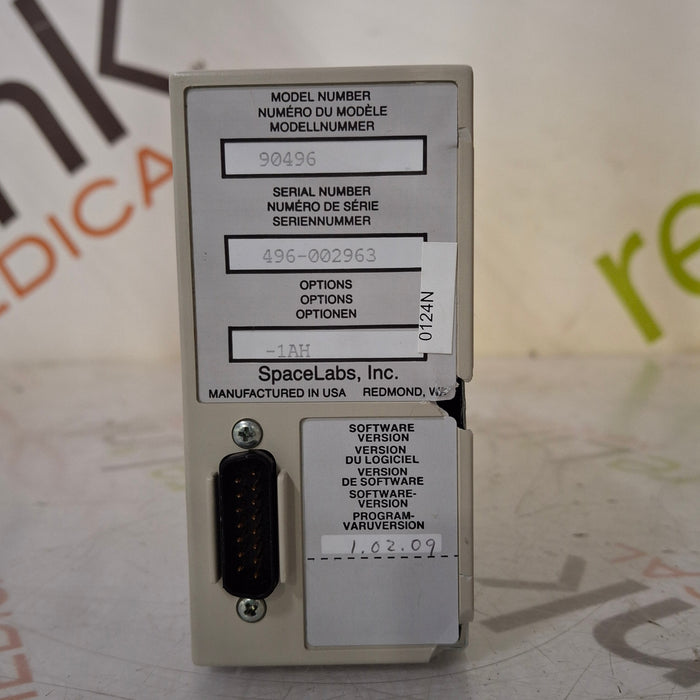 MODEL NUMBER
NUMÉRO DU MODÈLE
MODELLNUMMER
90496
SERIAL NUMBER
NUMÉRO DE SÉRIE
SERIENNUMMER
496-002963
OPTIONS
OPTIONS
OPTIONEN
0124N
-1AH
SpaceLabs, Inc.
MANUFACTURED IN USA REDMOND,
SOFTWARE
VERSION
VERSION
DU LOGICIEL
VERSION
DE SOFTWARE
SOFTWARE-
VERSION
PROGRAM-
VARUVERSION
1.02.09